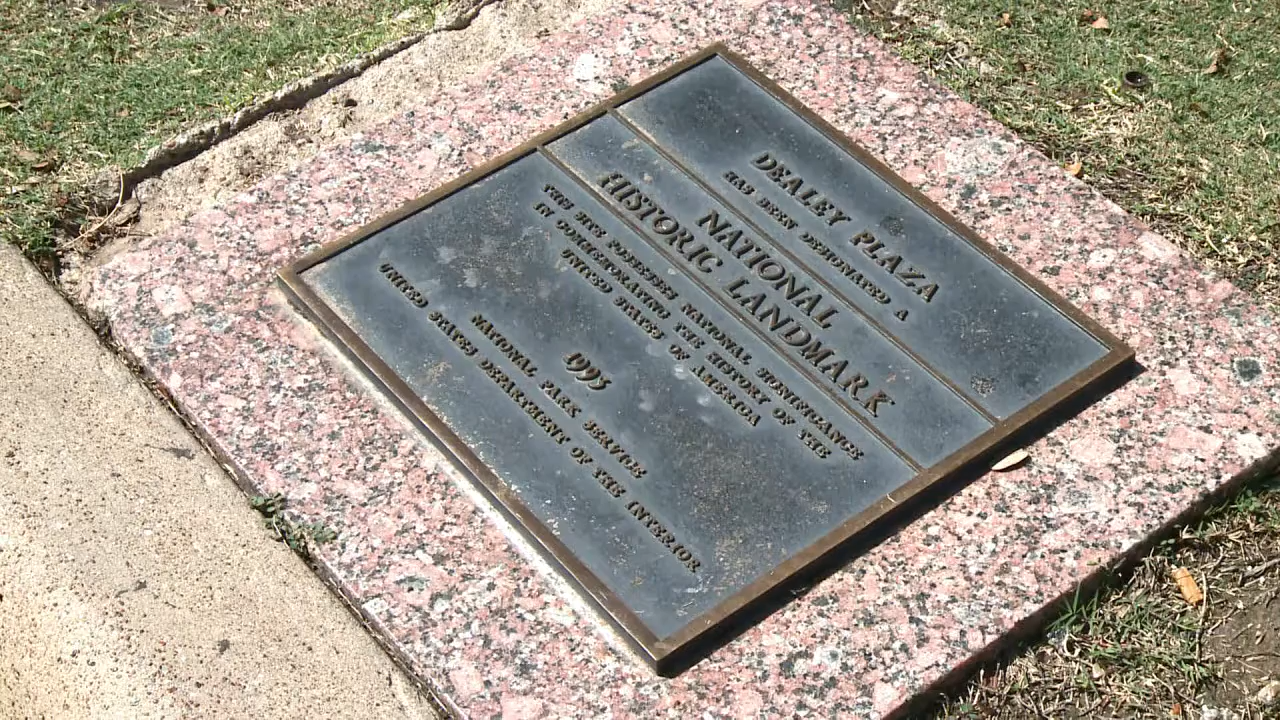 DEALEY PLAZA
HAS BEEN DESIGNATED A
NATIONAL
HISTORIC LANDMARK
THIS SITE POSSESSES NATIONAL SIGNIFICANCE
IN COMMEMORATING THE HISTORY OF THE
UNITED STATES OF AMERICA
1993
NATIONAL PARK SERVICE
UNITED STATES DEPARTMENT OF THE INTERIOR